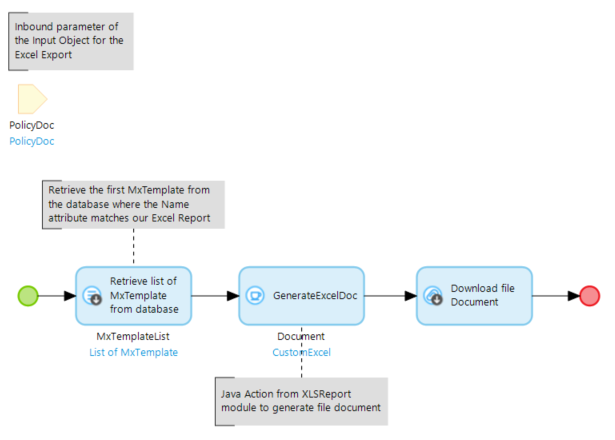 Inbound parameter of
the Input Object for the
Excel Export
PolicyDoc
PolicyDoc
Retrieve the first MxTemplate from
the database where the Name
attribute matches our Excel Report
Retrieve list of
MxTemplate
from database
MxTemplateList
List of MxTemplate
GenerateExcelDoc
Document
CustomExcel
Download file
Document
Java Action from XLSReport
module to generate file document